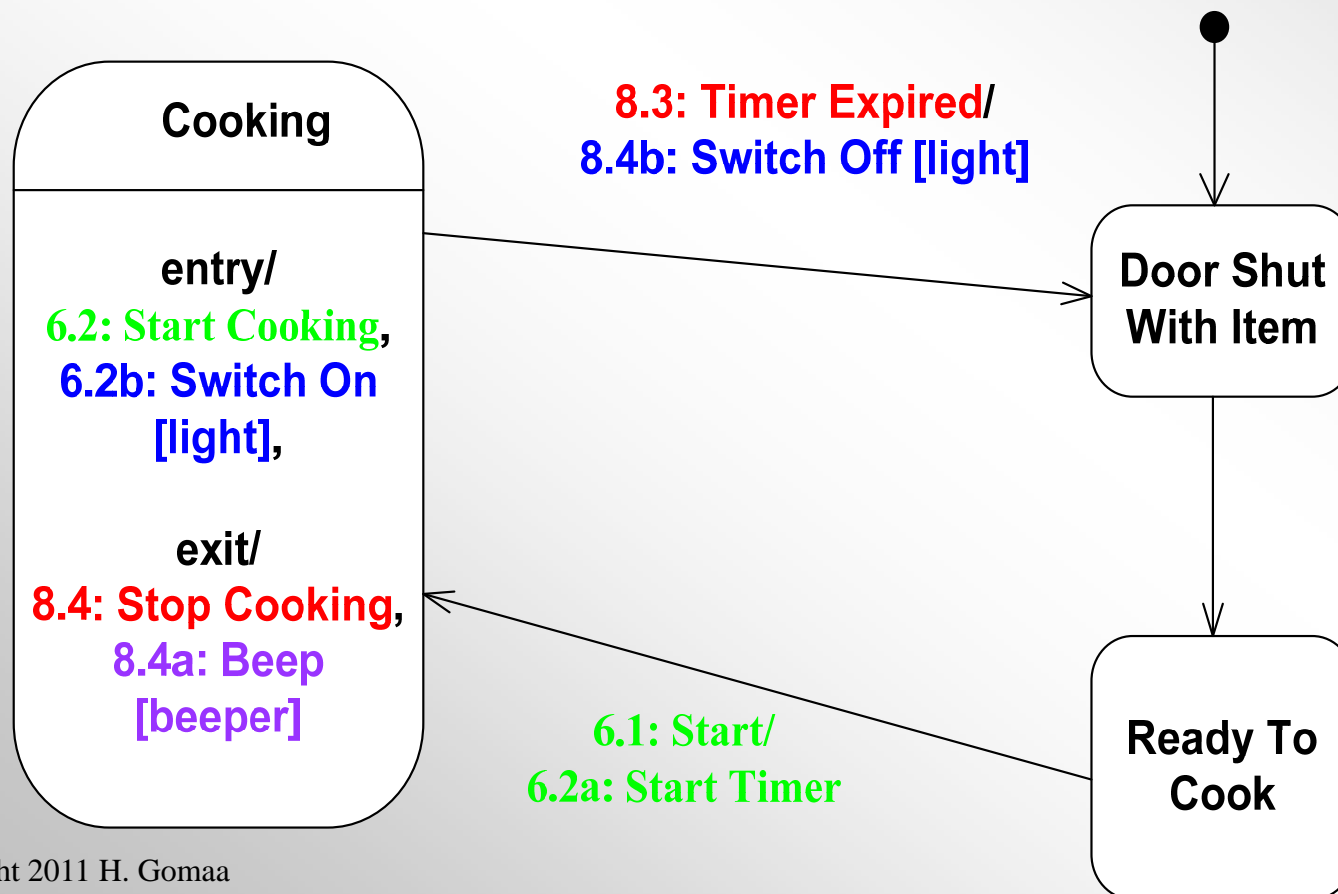 Cooking
entry/
6.2: Start Cooking,
6.2b: Switch On
[light],
exit/
8.4: Stop Cooking,
8.4a: Beep
[beeper]
8.3: Timer Expired/
8.4b: Switch Off [light]
Door Shut
With Item
6.1: Start/
6.2a: Start Timer
Ready To
Cook
ht 2011 H. Gomaa